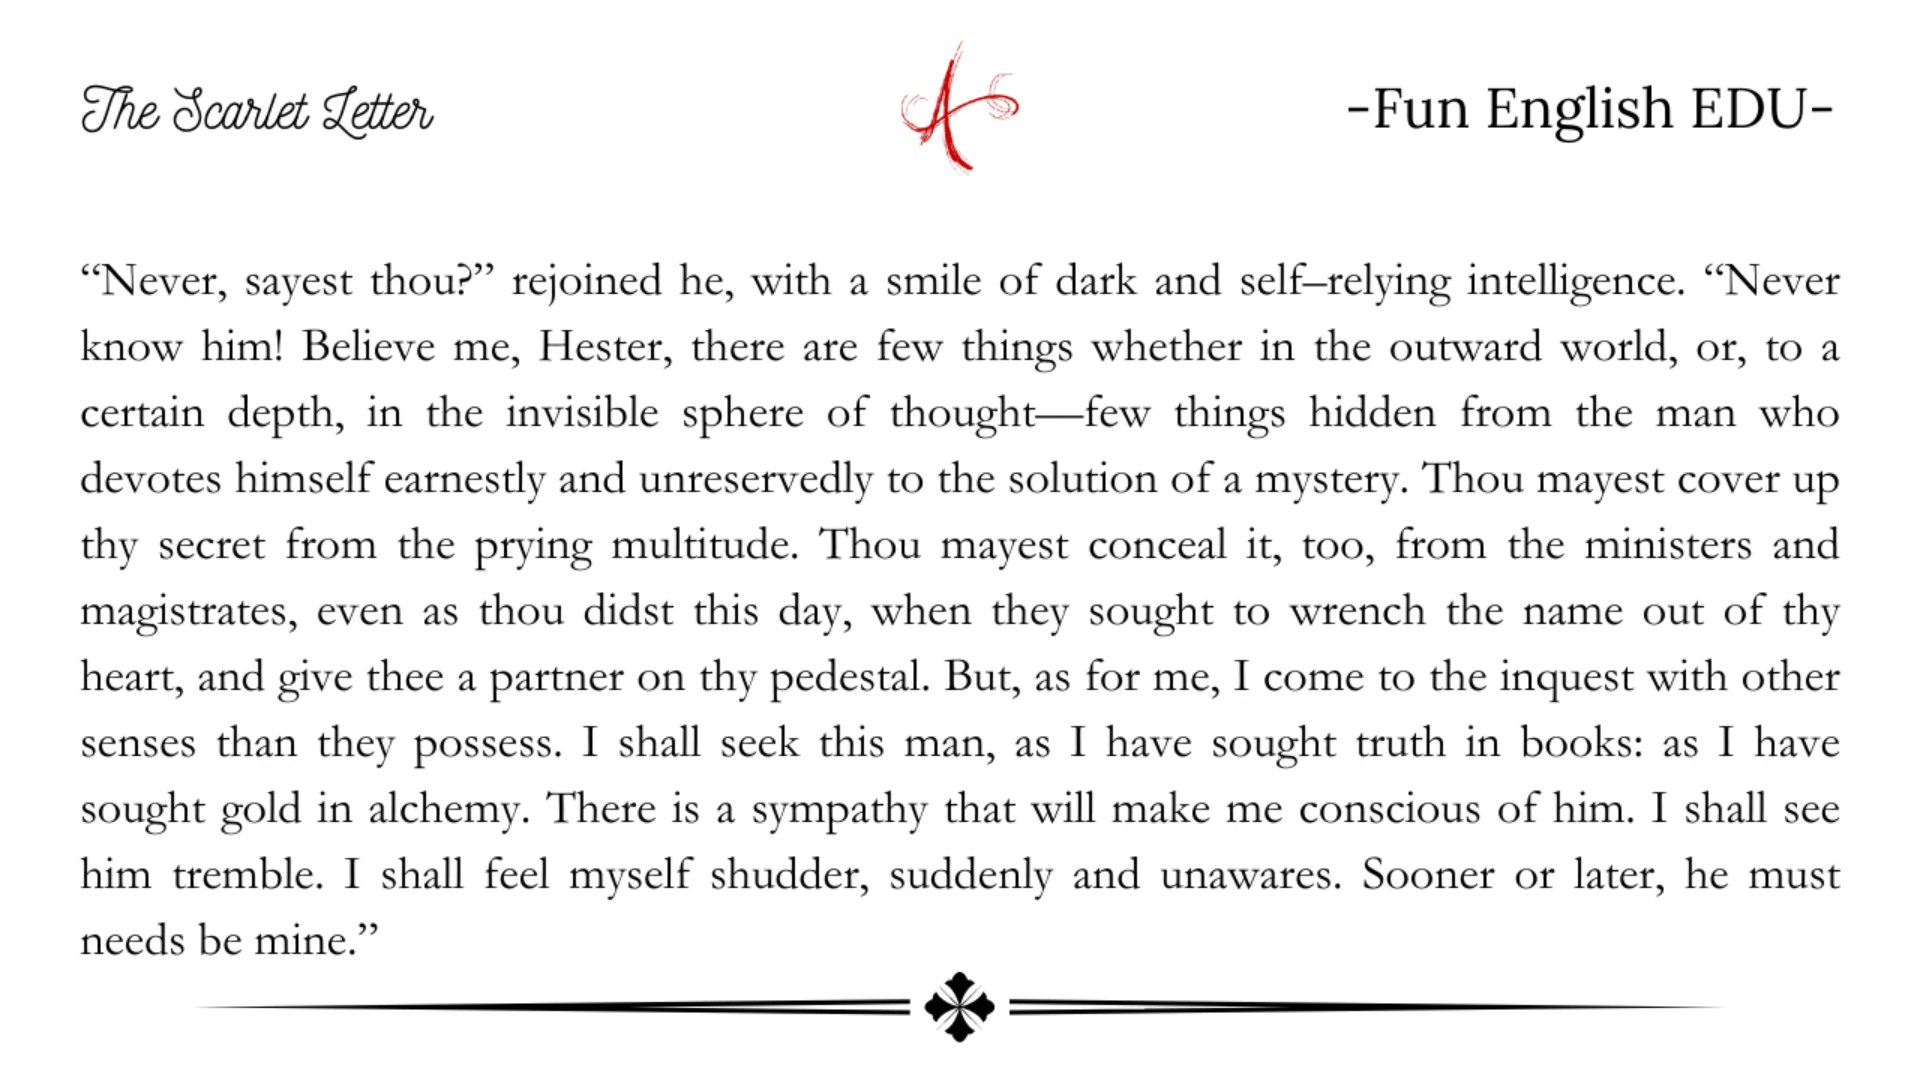 The Scarlet Letter
A
-Fun English EDU-
“Never, sayest thou?” rejoined he, with a smile of dark and self–relying intelligence. “Never
know him! Believe me, Hester, there are few things whether in the outward world, or, to a
certain depth, in the invisible sphere of thought—few things hidden from the man who
devotes himself earnestly and unreservedly to the solution of a mystery. Thou mayest cover up
thy secret from the prying multitude. Thou mayest conceal it, too, from the ministers and
magistrates, even as thou didst this day, when they sought to wrench the name out of thy
heart, and give thee a partner on thy pedestal. But, as for me, I come to the inquest with other
senses than they possess. I shall seek this man, as I have sought truth in books: as I have
sought gold in alchemy. There is a sympathy that will make me conscious of him. I shall see
him tremble. I shall feel myself shudder, suddenly and unawares. Sooner or later, he must
needs be mine.”